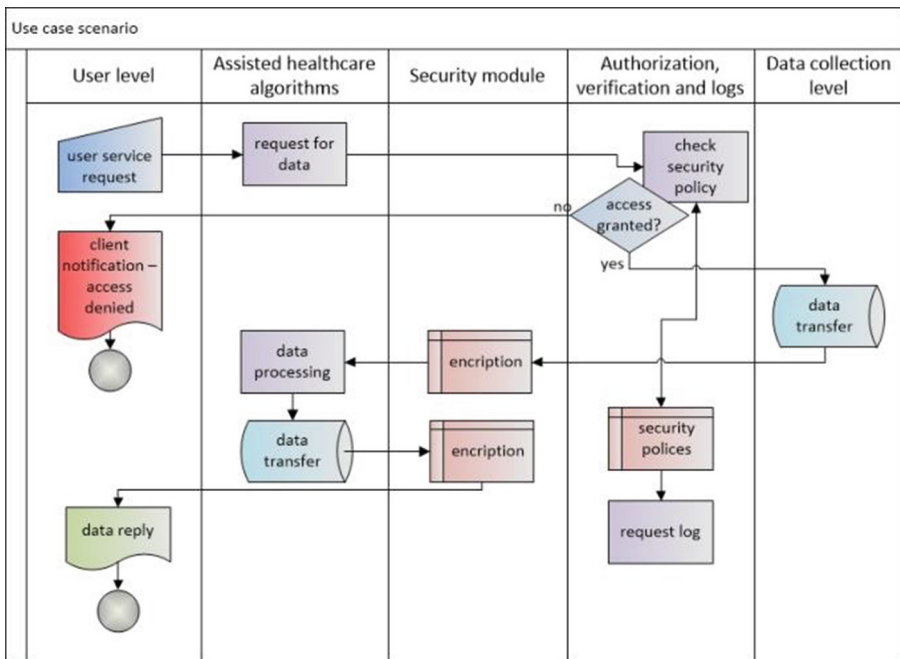 Use case scenario
User level
Assisted healthcare
algorithms
Security module
Authorization,
verification and logs
Data collection
level
user service
request
request for
data
check
security
policy
no
access
granted?
yes
client
notification –
access
denied
data
transfer
data
processing
encription
security
polices
data
transfer
encription
request log
data reply